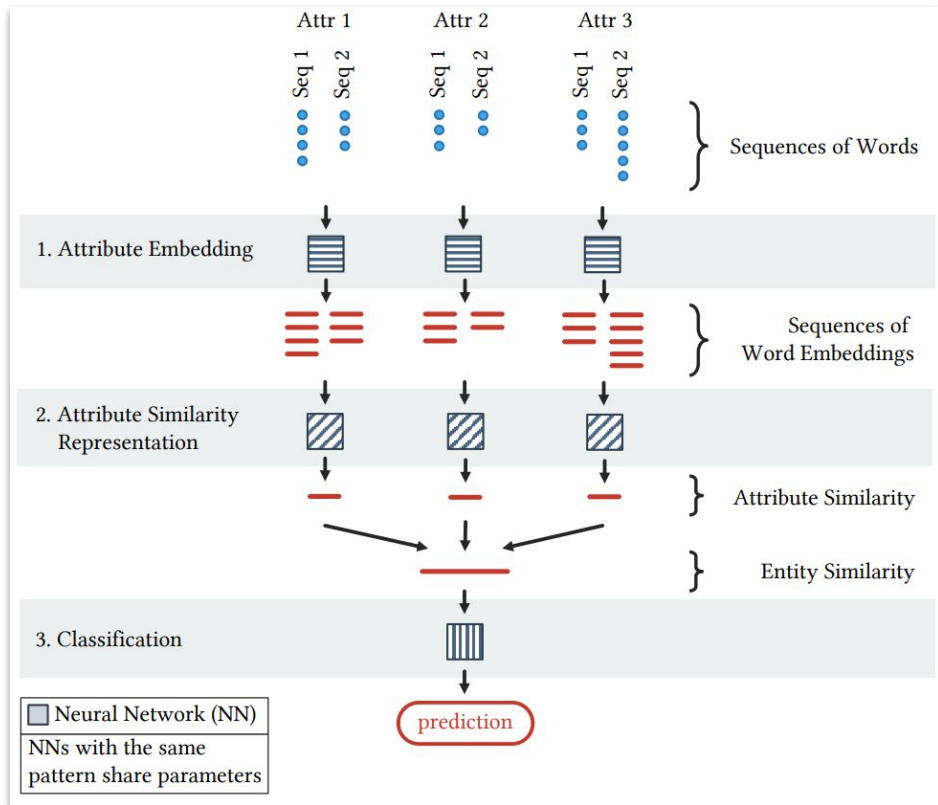 Attr 1 Attr 2 Attr 3
Seq 1 Seq 2 Seq 1 Seq 2 Seq 1 Seq 2
Sequences of Words
1. Attribute Embedding
Sequences of
Word Embeddings
2. Attribute Similarity
Representation
Attribute Similarity
Entity Similarity
3. Classification
prediction
Neural Network (NN)
NNs with the same
pattern share parameters